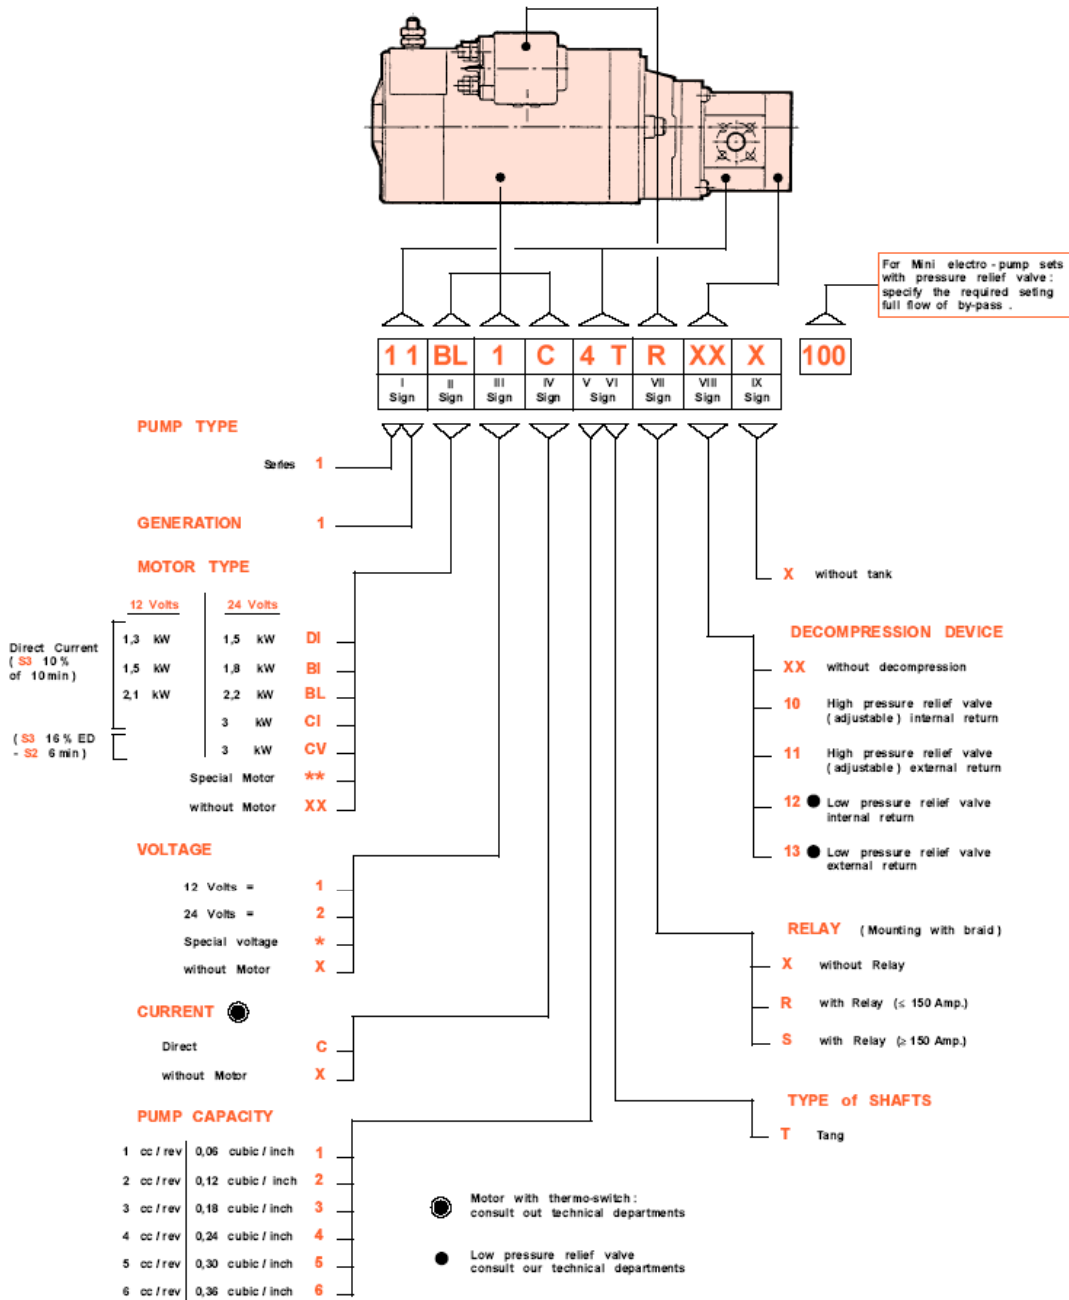 For Mini electro - pump sets
with pressure relief valve :
specify the required seting
full flow of by-pass .
1 1 BL 1 C 4 T R XX X 100
I II III IV V VI VII VIII IX
Sign Sign Sign Sign Sign Sign Sign Sign
PUMP TYPE
Series 1
GENERATION 1
MOTOR TYPE
12 Volts 24 Volts
Direct Current
( S3 10 %
of 10 min )
1,3 kW 1,5 kW DI
1,5 kW 1,8 kW BI
2,1 kW 2,2 kW BL
3 kW CI
( S3 16 % ED
- S2 6 min )
3 kW CV
Special Motor **
without Motor XX
VOLTAGE
12 Volts = 1
24 Volts = 2
Special voltage *
without Motor X
CURRENT
Direct C
without Motor X
PUMP CAPACITY
1 cc / rev 0,06 cubic / inch 1
2 cc / rev 0,12 cubic / inch 2
3 cc / rev 0,18 cubic / inch 3
4 cc / rev 0,24 cubic / inch 4
5 cc / rev 0,30 cubic / inch 5
6 cc / rev 0,36 cubic / inch 6
X without tank
DECOMPRESSION DEVICE
XX without decompression
10 High pressure relief valve
( adjustable ) internal return
11 High pressure relief valve
( adjustable ) external return
12 Low pressure relief valve
internal return
13 Low pressure relief valve
external return
RELAY ( Mounting with braid )
X without Relay
R with Relay (≤ 150 Amp.)
S with Relay (≥ 150 Amp.)
TYPE of SHAFTS
T Tang
Motor with thermo-switch :
consult out technical departments
Low pressure relief valve
consult our technical departments